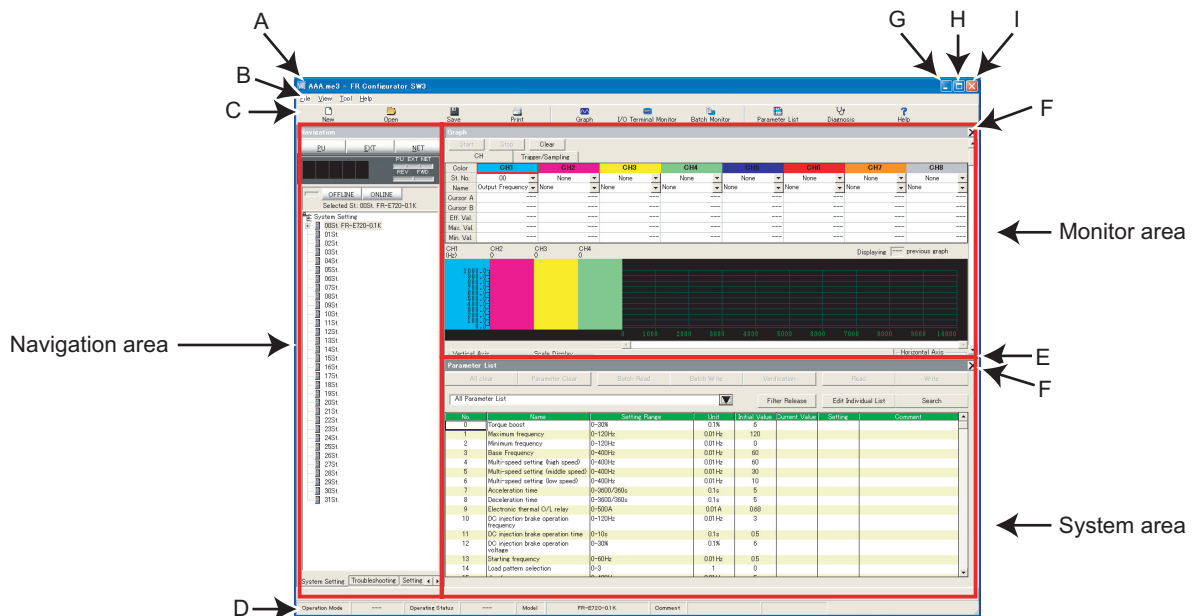 A
B
C
G
H
I
F
AAA.me3 - FR Configurator SW3
File View Tool Help
New Open Save Print Graph I/O Terminal Monitor Batch Monitor Parameter List Diagnosis Help
Navigation
PU EXT NET
PU EXT NET
REV FWD
OFFLINE ONLINE
Selected St. 00St. FR-E720-0.1K
System Setting
00St. FR-E720-0.1K
01St.
02St.
03St.
04St.
05St.
06St.
07St.
08St.
09St.
10St.
11St.
12St.
13St.
14St.
15St.
16St.
17St.
18St.
19St.
20St.
21St.
22St.
23St.
24St.
25St.
26St.
27St.
28St.
29St.
30St.
31St.
System Setting Troubleshooting Setting
Navigation area
Graph
Start Stop Clear
CH Trigger/Sampling
Color CH1 CH2 CH3 CH4 CH5 CH6 CH7 CH8
St. No. 00 None None None None None None None
Name Output Frequency None None None None None None None
Cursor A --- --- --- --- --- --- --- ---
Cursor B --- --- --- --- --- --- --- ---
Eff. Val. --- --- --- --- --- --- --- ---
Max. Val. --- --- --- --- --- --- --- ---
Min. Val. --- --- --- --- --- --- --- ---
CH1 CH2 CH3 CH4
(Hz) 0 0 0
Displaying --- previous graph
0 1000 2000 3000 4000 5000 6000 7000 8000 9000 10000
Vertical Axis Scale Display Horizontal Axis
Monitor area
E
F
Parameter List
All clear Parameter Clear Batch Read Batch Write Verification Read Write
All Parameter List Filter Release Edit Individual List Search
No. Name Setting Range Unit Initial Value Current Value Setting Comment
0 Torque boost 0-30% 0.1% 6
1 Maximum frequency 0-120Hz 0.01Hz 120
2 Minimum frequency 0-120Hz 0.01Hz 0
3 Base Frequency 0-400Hz 0.01Hz 60
4 Multi-speed setting (high speed) 0-400Hz 0.01Hz 60
5 Multi-speed setting (middle speed) 0-400Hz 0.01Hz 30
6 Multi-speed setting (low speed) 0-400Hz 0.01Hz 10
7 Acceleration time 0-3600/360s 0.1s 5
8 Deceleration time 0-3600/360s 0.1s 5
9 Electronic thermal O/L relay 0-500A 0.01A 0.68
10 DC injection brake operation frequency 0-120Hz 0.01Hz 3
11 DC injection brake operation time 0-10s 0.1s 0.5
12 DC injection brake operation voltage 0-30% 0.1% 6
13 Starting frequency 0-60Hz 0.01Hz 0.5
14 Load pattern selection 0-3 1 0
System area
D
Operation Mode --- Operating Status --- Model FR-E720-0.1K Comment